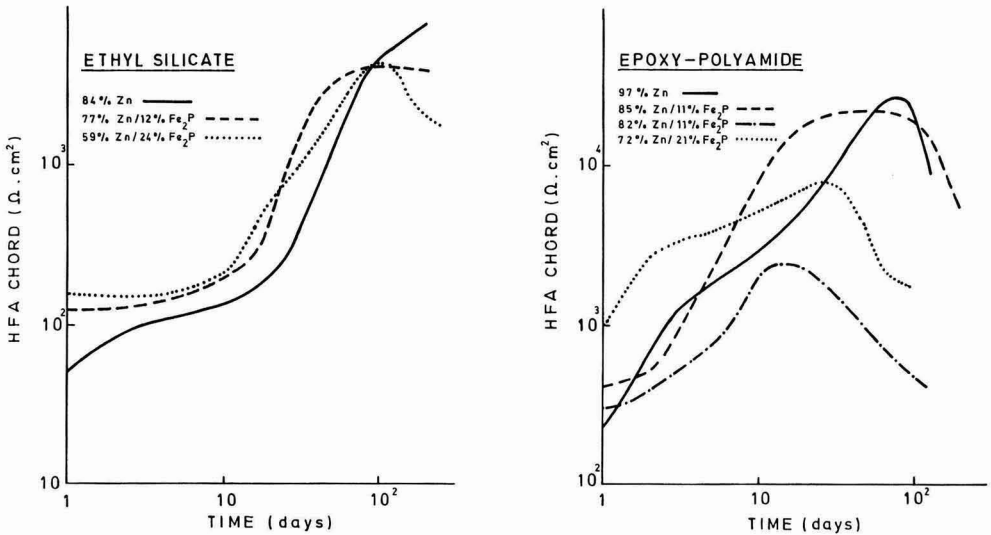 ETHYL SILICATE
84% Zn
77% Zn/12% Fe₂P
59% Zn/24% Fe₂P
HFA CHORD (Ω.cm²)
10³
10²
10
1
10
10²
TIME (days)
EPOXY-POLYAMIDE
97% Zn
85% Zn/11% Fe₂P
82% Zn/11% Fe₂P
72% Zn/21% Fe₂P
HFA CHORD (Ω.cm²)
10⁴
10³
10²
1
10
10²
TIME (days)